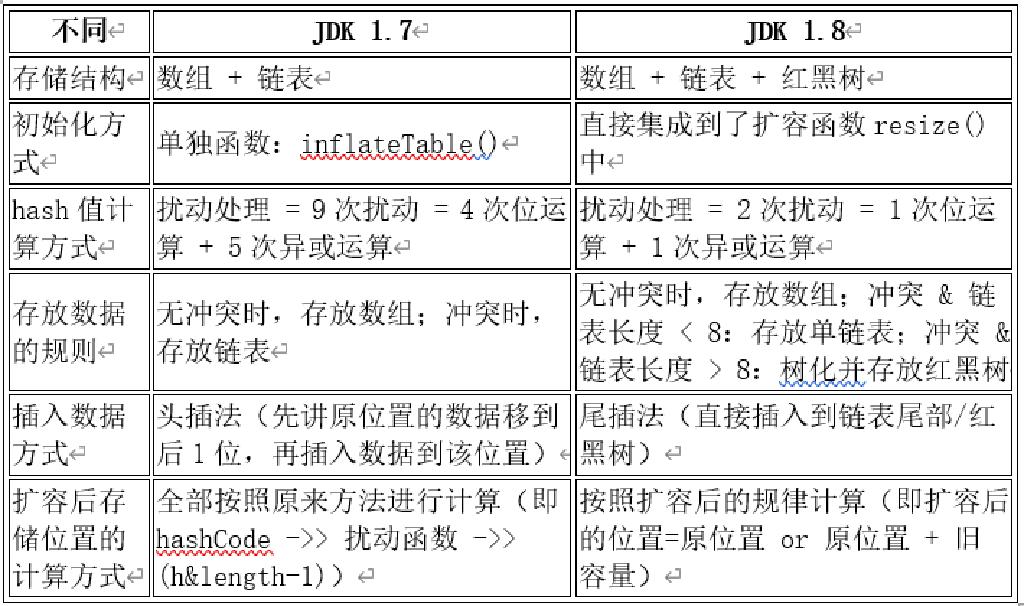 不同
JDK 1.7
JDK 1.8
存储结构
数组 + 链表
数组 + 链表 + 红黑树
初始化方
式
单独函数：inflateTable()
直接集成到了扩容函数resize()
中
hash值计
算方式
扰动处理 = 9次扰动 = 4次位运
算 + 5次异或运算
扰动处理 = 2次扰动 = 1次位运
算 + 1次异或运算
存放数据
的规则
无冲突时，存放数组；冲突时，
存放链表
无冲突时，存放数组；冲突 & 链
表长度 < 8：存放单链表；冲突 &
链表长度 > 8：树化并存放红黑树
插入数据
方式
头插法（先讲原位置的数据移到
后1位，再插入数据到该位置）
尾插法（直接插入到链表尾部/红
黑树）
扩容后存
储位置的
计算方式
全部按照原来方法进行计算（即
hashCode ->> 扰动函数 ->>
(h&length-1)）
按照扩容后的规律计算（即扩容后
的位置=原位置 or 原位置 + 旧
容量）